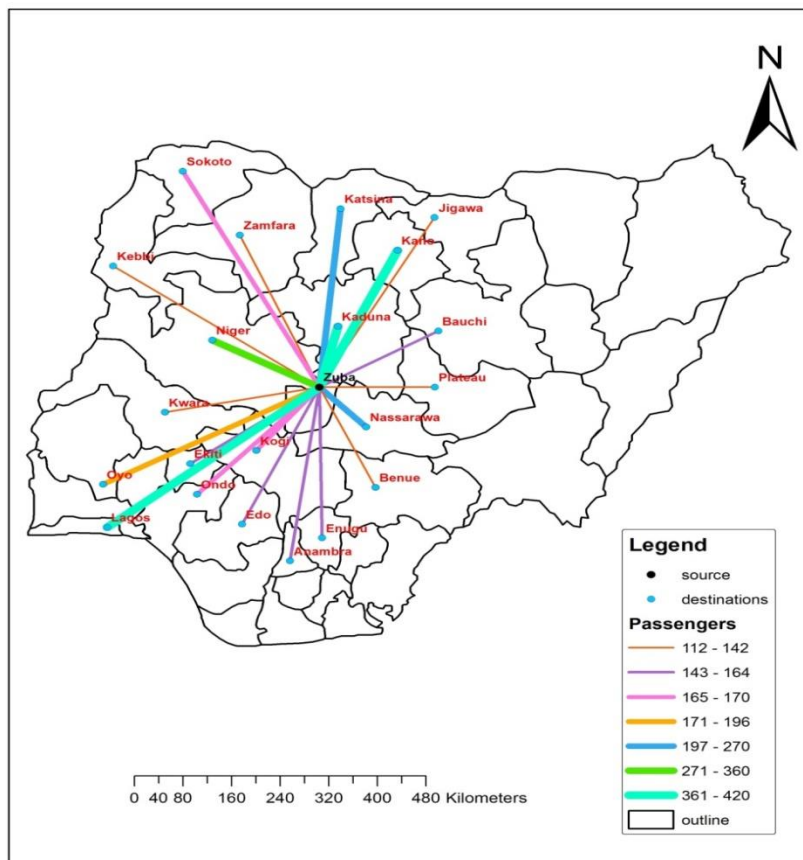 N
Sokoto
Katsina
Jigawa
Zamfara
Kano
Kebbi
Kaduna
Niger
Bauchi
Zuba
Plateau
Kwara
Nassarawa
Kogi
Ekiti
Oyo
Ondo
Benue
Lagos
Edo
Enugu
Anambra
Legend
source
destinations
Passengers
112 - 142
143 - 164
165 - 170
171 - 196
197 - 270
271 - 360
361 - 420
outline
0 40 80 160 240 320 400 480 Kilometers